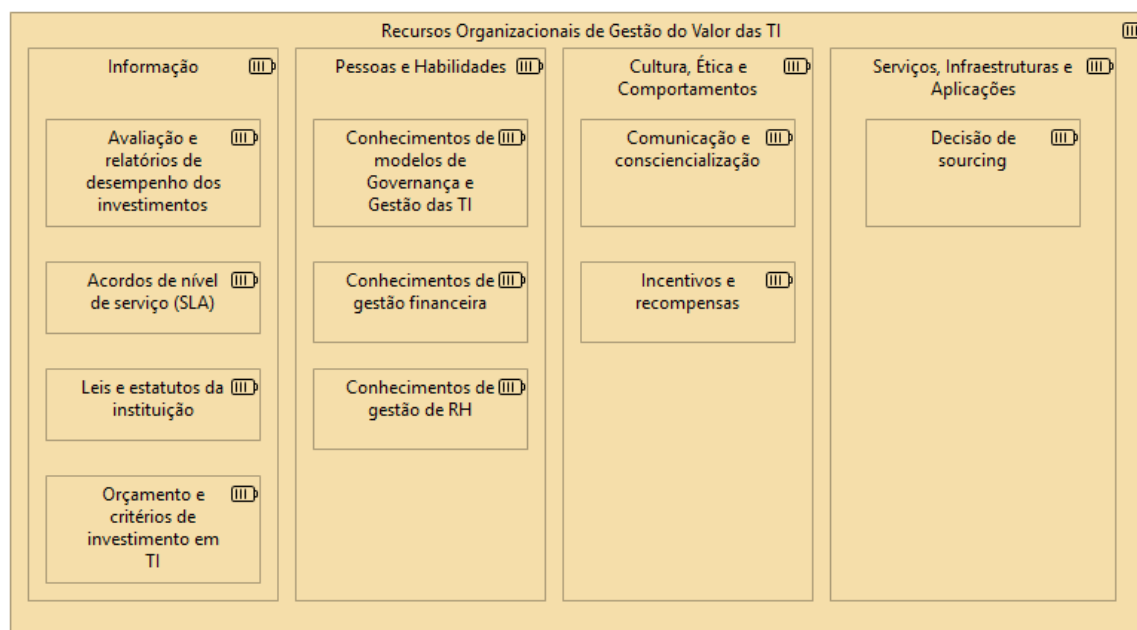 Recursos Organizacionais de Gestão do Valor das TI
Informação
Avaliação e
relatórios de
desempenho dos
investimentos
Acordos de nível
de serviço (SLA)
Leis e estatutos da
instituição
Orçamento e
critérios de
investimento em
TI
Pessoas e Habilidades
Conhecimentos de
modelos de
Governança e
Gestão das TI
Conhecimentos de
gestão financeira
Conhecimentos de
gestão de RH
Cultura, Ética e
Comportamentos
Comunicação e
consciencialização
Incentivos e
recompensas
Serviços, Infraestruturas e
Aplicações
Decisão de
sourcing